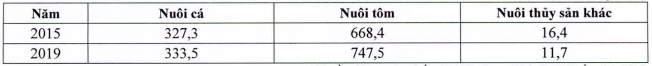 Năm Nuôi cá Nuôi tôm Nuôi thủy sản khác
2015 327,3 668,4 16,4
2019 333,5 747,5 11,7